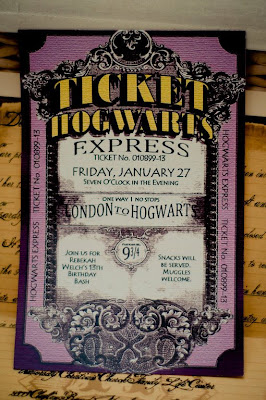 TICKET
HOGWARTS
EXPRESS
TICKET No. 010899-13
FRIDAY, JANUARY 27
SEVEN O'CLOCK IN THE EVENING
ONE WAY | NO STOPS
LONDON TO HOGWARTS
9 3/4
JOIN US FOR
REBEKAH
WELCH'S 13TH
BIRTHDAY
BASH
SNACKS WILL
BE SERVED.
MUGGLES
WELCOME.
HOGWARTS EXPRESS TICKET No. 010899-13
HOGWARTS EXPRESS TICKET No. 010899-13